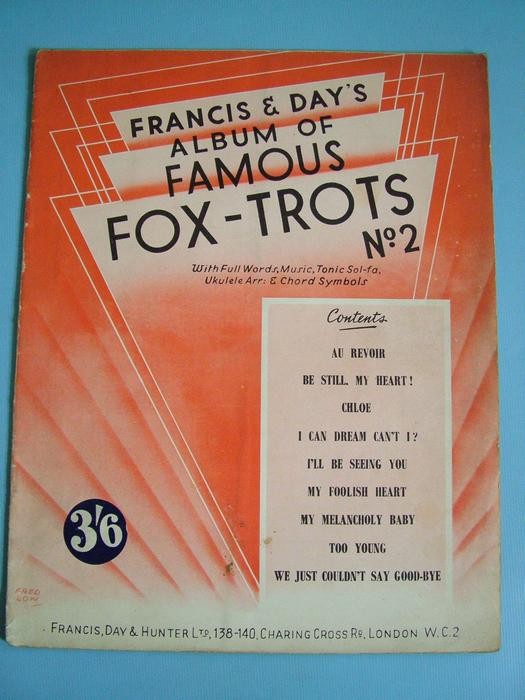 FRANCIS & DAY'S
ALBUM OF
FAMOUS
FOX-TROTS
Nº 2
With Full Words, Music, Tonic Sol-fa,
Ukulele Arr: & Chord Symbols
Contents
AU REVOIR
BE STILL, MY HEART!
CHLOE
I CAN DREAM CAN'T I?
I'LL BE SEEING YOU
MY FOOLISH HEART
MY MELANCHOLY BABY
TOO YOUNG
WE JUST COULDN'T SAY GOOD-BYE
3'6
FRED
LOW
FRANCIS, DAY & HUNTER LTD, 138-140, CHARING CROSS RD, LONDON W.C.2